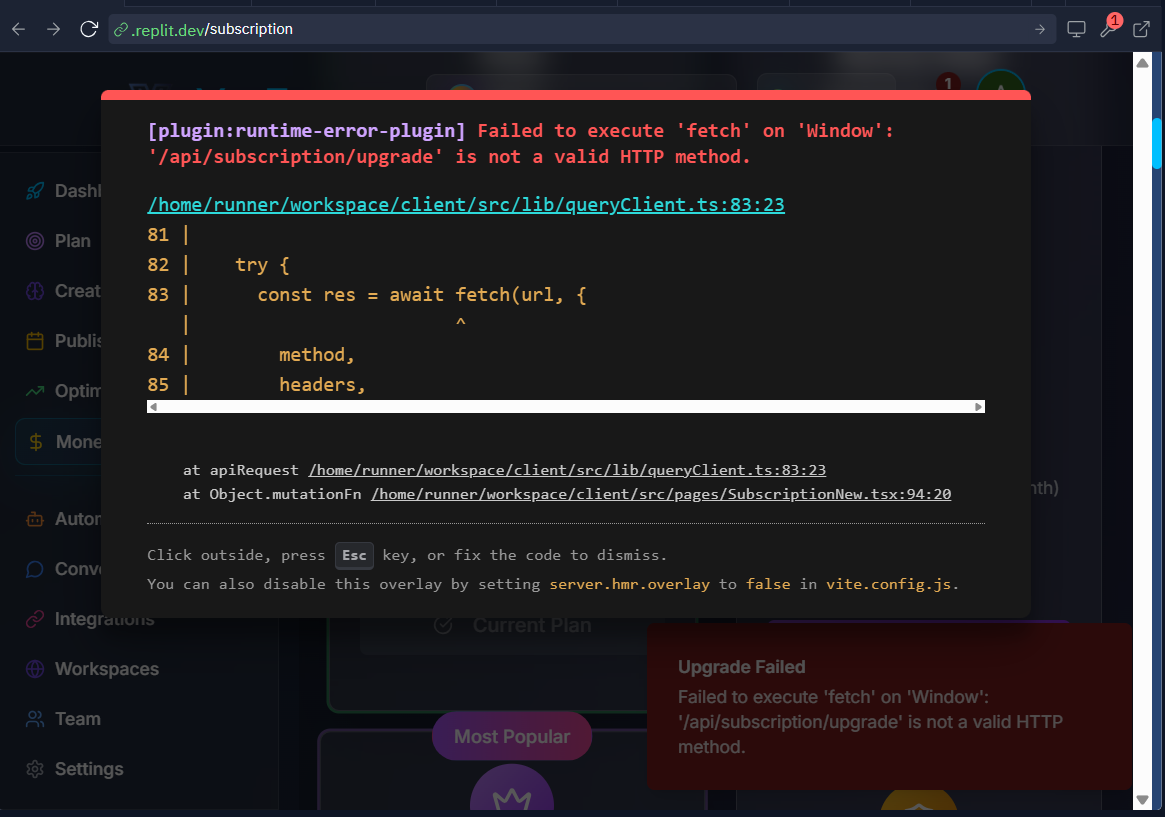 .replit.dev/subscription
1
1
[plugin:runtime-error-plugin] Failed to execute 'fetch' on 'Window':
'/api/subscription/upgrade' is not a valid HTTP method.
/home/runner/workspace/client/src/lib/queryClient.ts:83:23
81 |
82 |    try {
83 |      const res = await fetch(url, {
   |                        ^
84 |        method,
85 |        headers,
at apiRequest /home/runner/workspace/client/src/lib/queryClient.ts:83:23
at Object.mutationFn /home/runner/workspace/client/src/pages/SubscriptionNew.tsx:94:20
Click outside, press Esc key, or fix the code to dismiss.
You can also disable this overlay by setting server.hmr.overlay to false in vite.config.js.
Dashb
Plan
Creat
Publis
Optim
Mone
Autom
Conve
Integrations
Workspaces
Team
Settings
nth)
Current Plan
Most Popular
Upgrade Failed
Failed to execute 'fetch' on 'Window':
'/api/subscription/upgrade' is not a valid HTTP
method.